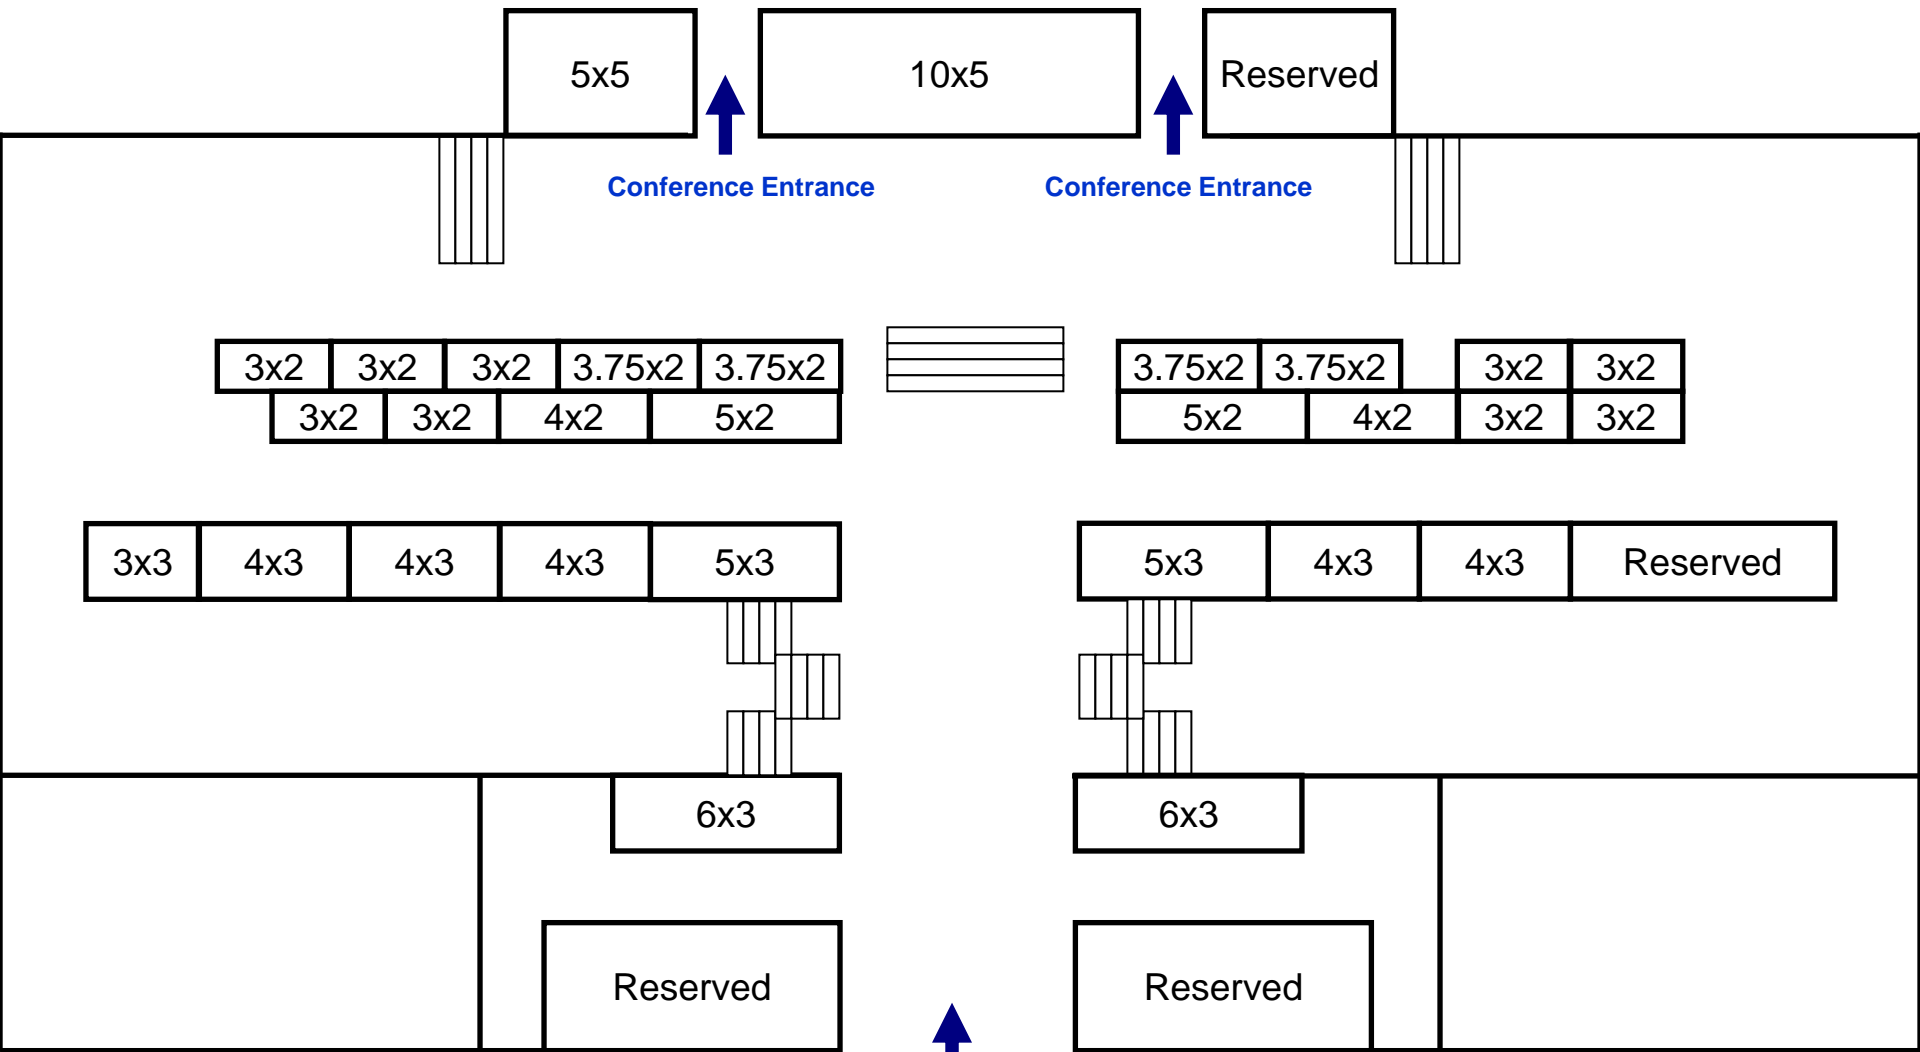 5x5 10x5 Reserved
Conference Entrance Conference Entrance
3x2 3x2 3x2 3.75x2 3.75x2 3.75x2 3.75x2 3x2 3x2
3x2 3x2 4x2 5x2 5x2 4x2 3x2 3x2
3x3 4x3 4x3 4x3 5x3 5x3 4x3 4x3 Reserved
6x3 6x3
Reserved Reserved